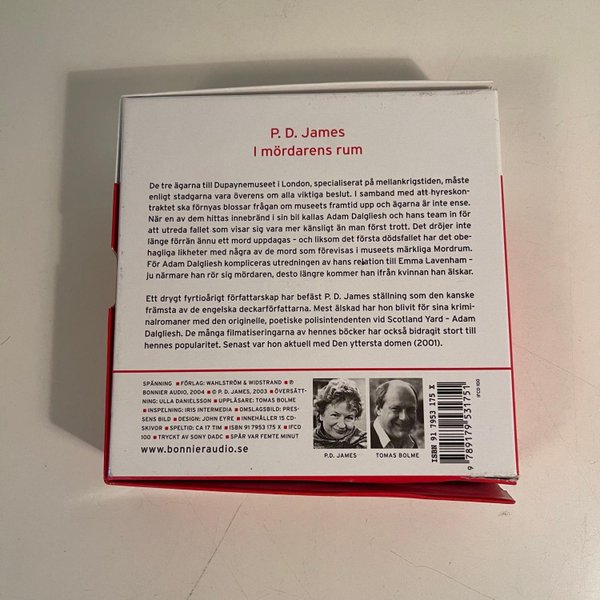 P. D. James
I mördarens rum
De tre ägarna till Dupaynemuseet i London, specialiserat på mellankrigstiden, måste
enligt stadgarna vara överens om alla viktiga beslut. I samband med att hyreskon-
traktet ska förnyas blossar frågan om museets framtid upp och ägarna är inte ense.
När en av dem hittas innebränd i sin bil kallas Adam Dalgliesh och hans team in för
att utreda fallet som visar sig vara mer känsligt än man först trott. Det dröjer inte
länge förrän ännu ett mord uppdagas – och liksom det första dödsfallet har det obe-
hagliga likheter med några av de mord som förevisas i museets märkliga Mordrum.
För Adam Dalgliesh kompliceras utredningen av hans relation till Emma Lavenham –
ju närmare han rör sig mördaren, desto längre kommer han ifrån kvinnan han älskar.
Ett drygt fyrtioårigt författarskap har befäst P. D. James ställning som den kanske
främsta av de engelska deckarförfattarna. Mest älskad har hon blivit för sina krimi-
nalromaner med den originelle, poetiske polisintendenten vid Scotland Yard – Adam
Dalgliesh. De många filmatiseringarna av hennes böcker har också bidragit stort till
hennes popularitet. Senast var hon aktuell med Den yttersta domen (2001).
SPÄNNING ■ FÖRLAG: WAHLSTRÖM & WIDSTRAND ■ ℗
BONNIER AUDIO, 2004 ■ © P. D. JAMES, 2003 ■ ÖVERSÄTT-
NING: ULLA DANIELSSON ■ UPPLÄSARE: TOMAS BOLME
■ INSPELNING: IRIS INTERMEDIA ■ OMSLAGSBILD: PRES-
SENS BILD ■ DESIGN: JOHN EYRE ■ INNEHÅLLER 15 CD-
SKIVOR ■ SPELTID: CA 17 TIM ■ ISBN 91 7953 175 X ■ IFCD
100 ■ TRYCKT AV SONY DADC ■ SPÅR VAR FEMTE MINUT
www.bonnieraudio.se
P.D. JAMES
TOMAS BOLME
ISBN 91 7953 175 X
9 789179 531751
IFCD 100